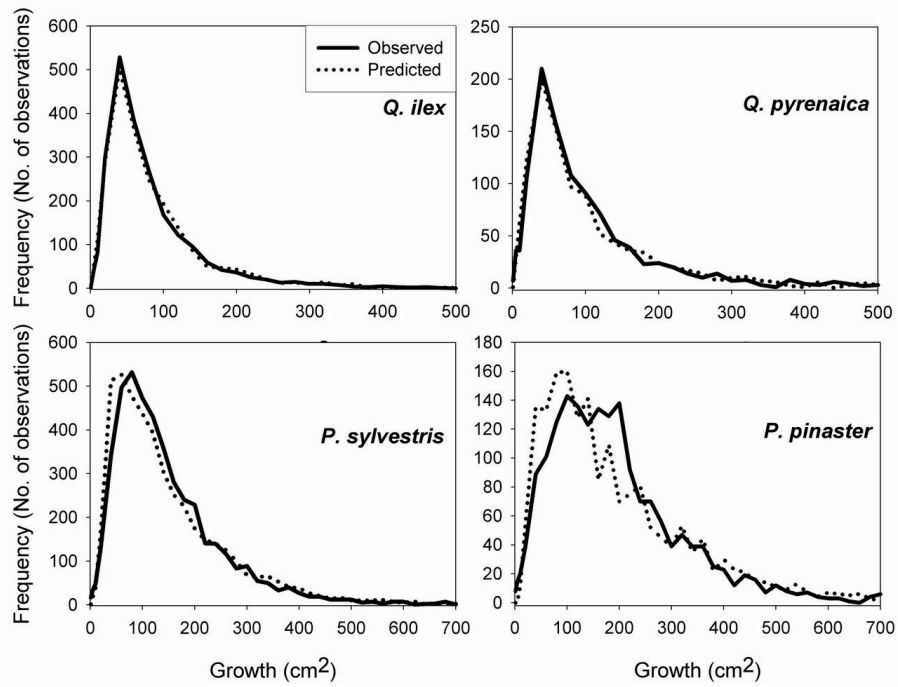 600
500
400
300
200
100
0
0 100 200 300 400 500
Frequency (No. of observations)
Observed
Predicted
Q. ilex
250
200
150
100
50
0
0 100 200 300 400 500
Q. pyrenaica
600
500
400
300
200
100
0
0 100 200 300 400 500 600 700
Frequency (No. of observations)
P. sylvestris
Growth (cm2)
180
160
140
120
100
80
60
40
20
0
0 100 200 300 400 500 600 700
P. pinaster
Growth (cm2)